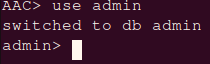 AAC> use admin
switched to db admin
admin>